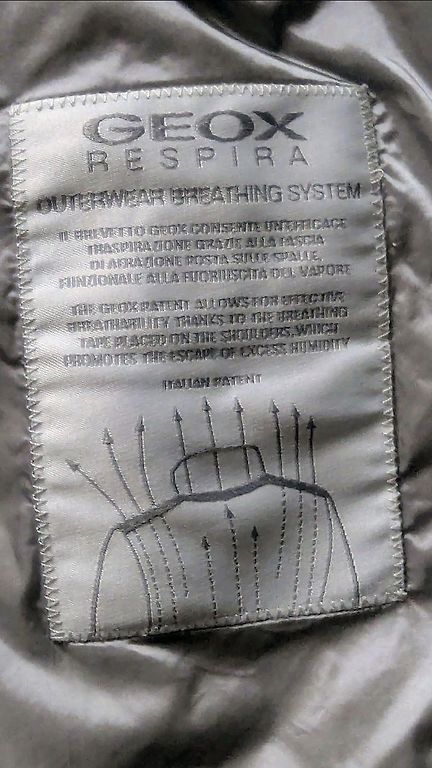 GEOX
RESPIRA
OUTERWEAR BREATHING SYSTEM
IL BREVETTO GEOX CONSENTE UN'EFFICACE
TRASPIRAZIONE GRAZIE ALLA FASCIA
DI AERAZIONE POSTA SULLE SPALLE,
FUNZIONALE ALLA FUORIUSCITA DEL VAPORE
THE GEOX PATENT ALLOWS FOR EFFECTIVE
BREATHABILITY THANKS TO THE BREATHING
TAPE PLACED ON THE SHOULDERS, WHICH
PROMOTES THE ESCAPE OF EXCESS HUMIDITY
ITALIAN PATENT